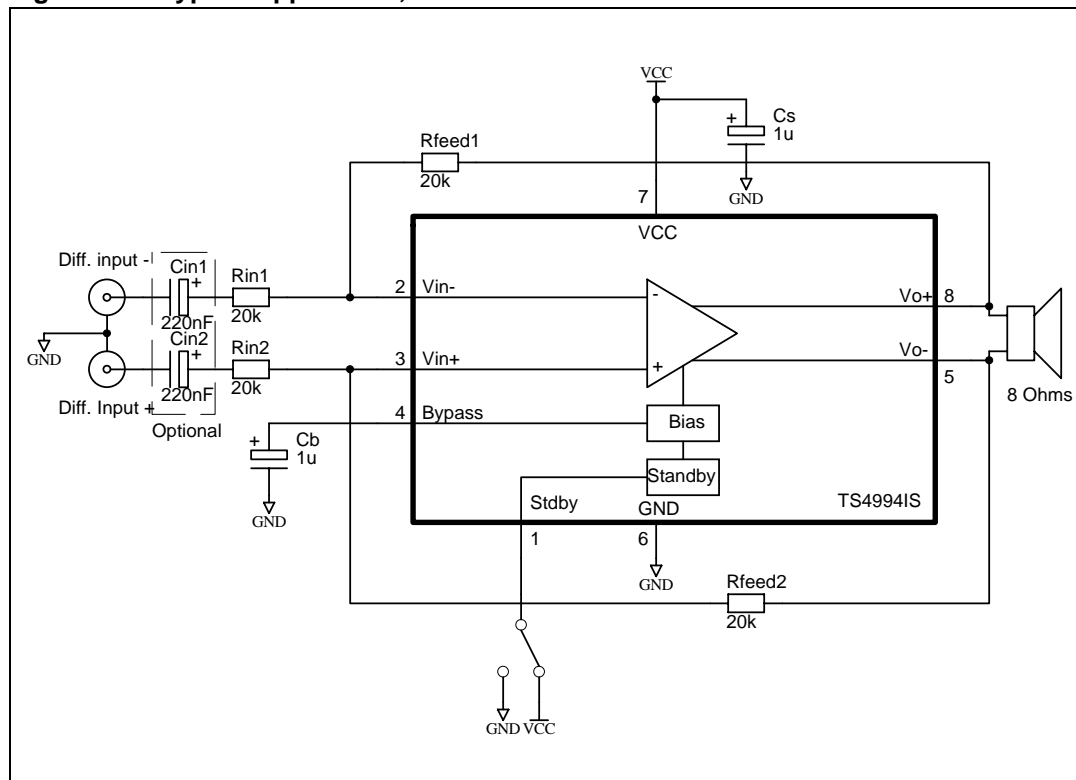 VCC
Cs
+
1u
Rfeed1
20k
GND
7
VCC
Diff. input -
Cin1
+
Rin1
2
Vin-
-
Vo+
8
220nF
20k
GND
Cin2
+
Rin2
3
Vin+
+
Vo-
5
220nF
20k
8 Ohms
Diff. Input +
4
Bypass
Bias
Optional
+
Cb
1u
Standby
Stdby
GND
TS4994IS
GND
1
6
GND
Rfeed2
20k
GND
VCC